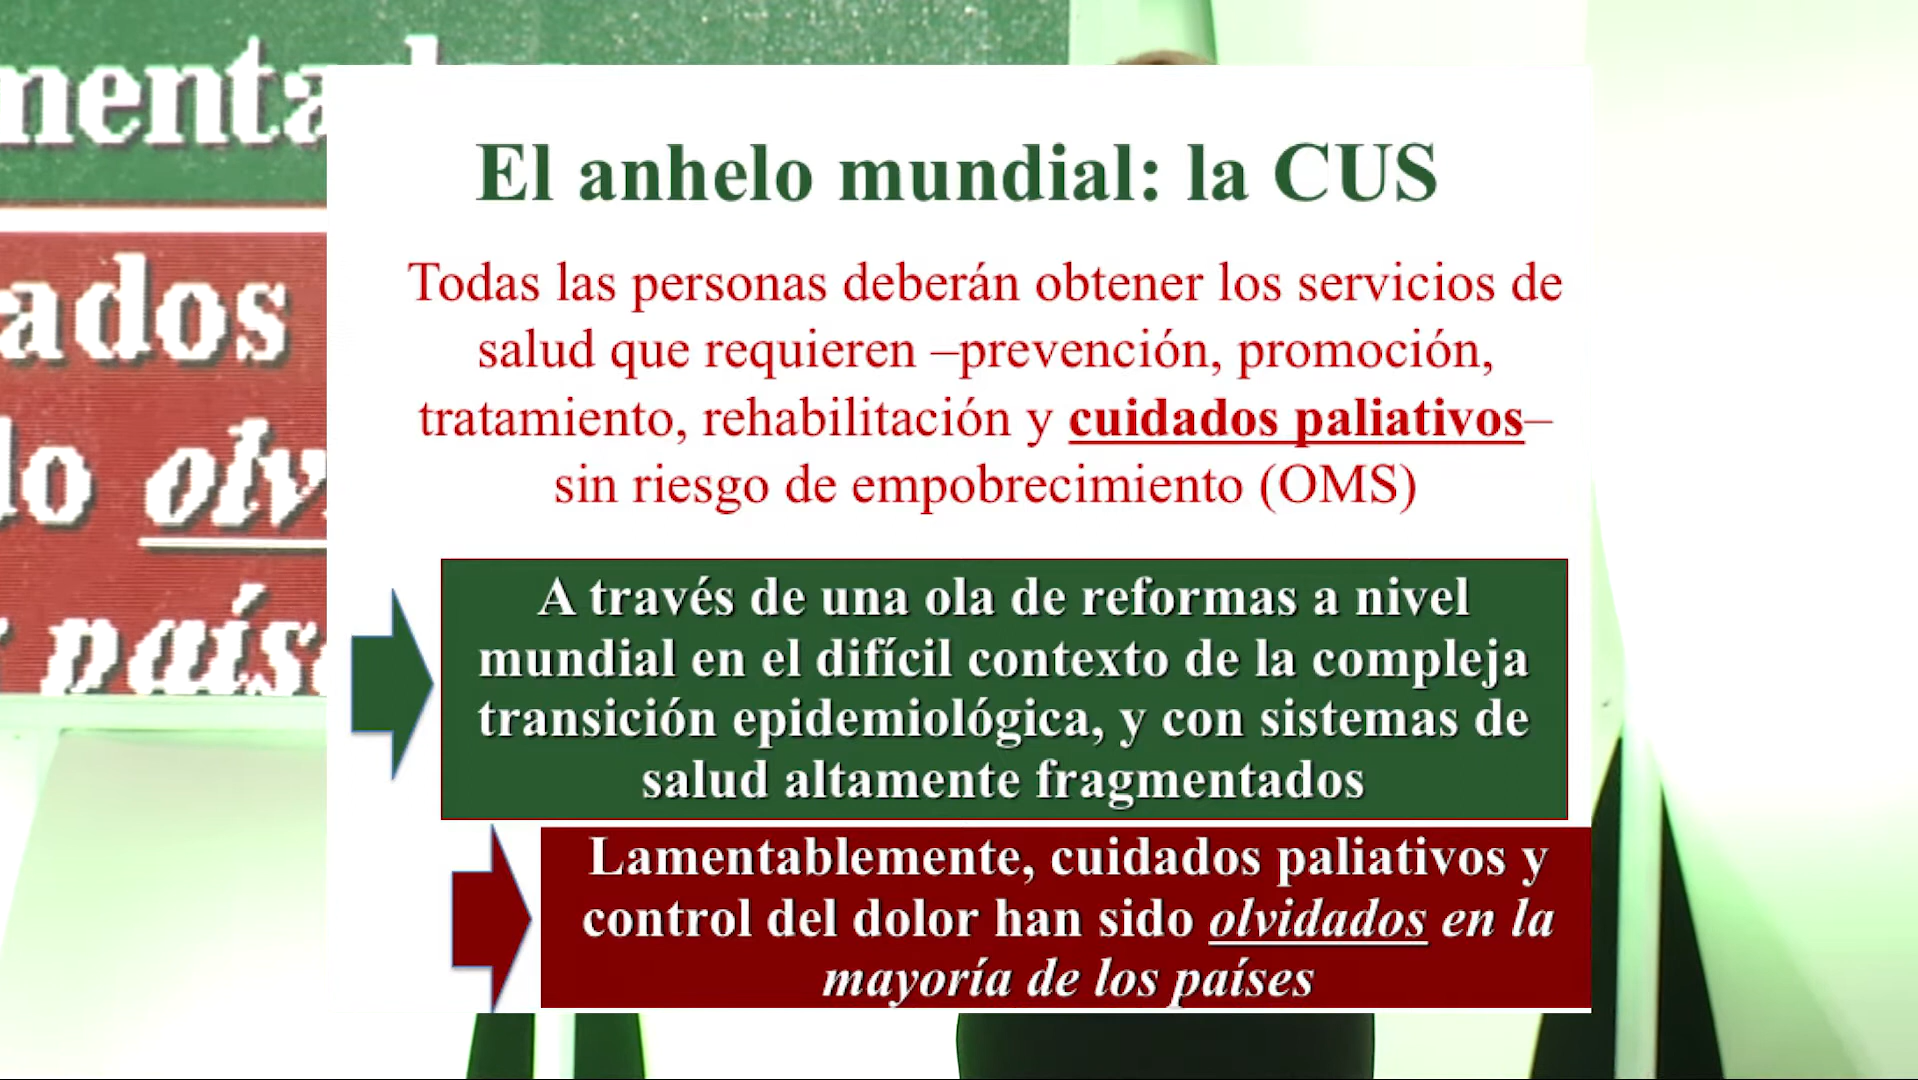 El anhelo mundial: la CUS
Todas las personas deberán obtener los servicios de
salud que requieren –prevención, promoción,
tratamiento, rehabilitación y cuidados paliativos–
sin riesgo de empobrecimiento (OMS)
A través de una ola de reformas a nivel
mundial en el difícil contexto de la compleja
transición epidemiológica, y con sistemas de
salud altamente fragmentados
Lamentablemente, cuidados paliativos y
control del dolor han sido olvidados en la
mayoría de los países